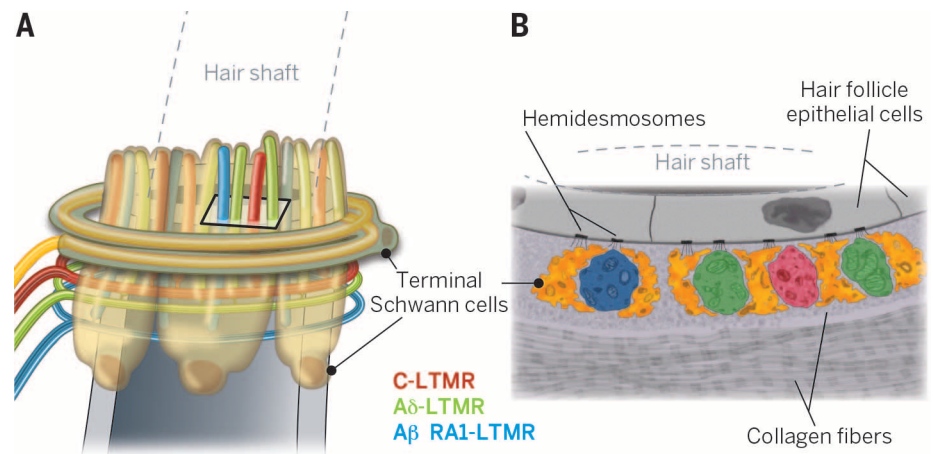 A
Hair shaft
Terminal
Schwann cells
C-LTMR
Aδ-LTMR
Aβ RA1-LTMR
B
Hemidesmosomes
Hair follicle
epithelial cells
Hair shaft
Collagen fibers